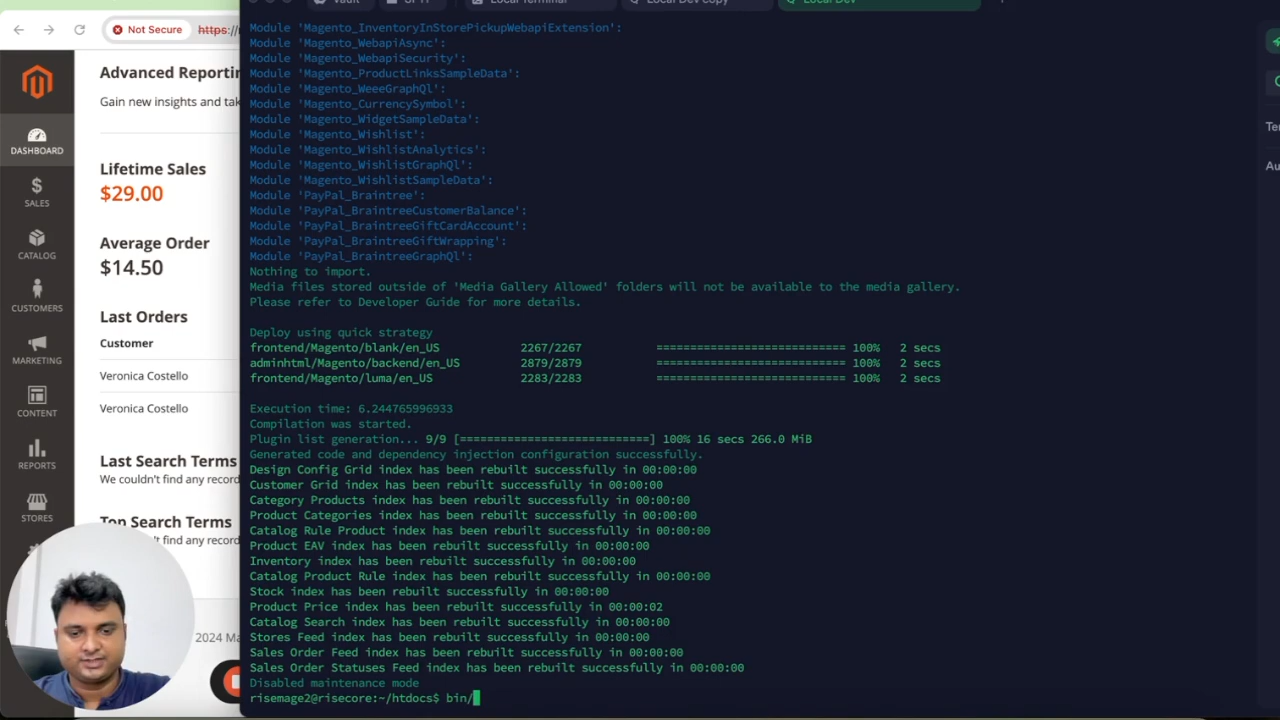 Vault
SFTP
Local Terminal
Local Dev copy
Local Dev
Not Secure
https:/
Advanced Reportin
Gain new insights and tak
DASHBOARD
Lifetime Sales
$29.00
SALES
Average Order
$14.50
CATALOG
CUSTOMERS
Last Orders
Customer
MARKETING
Veronica Costello
CONTENT
Veronica Costello
REPORTS
Last Search Terms
We couldn't find any record
STORES
Top Search Terms
't find any record
2024 Ma
Module 'Magento_InventoryInStorePickupWebapiExtension':
Module 'Magento_WebapiAsync':
Module 'Magento_WebapiSecurity':
Module 'Magento_ProductLinksSampleData':
Module 'Magento_WeeeGraphQl':
Module 'Magento_CurrencySymbol':
Module 'Magento_WidgetSampleData':
Module 'Magento_Wishlist':
Module 'Magento_WishlistAnalytics':
Module 'Magento_WishlistGraphQl':
Module 'Magento_WishlistSampleData':
Module 'PayPal_Braintree':
Module 'PayPal_BraintreeCustomerBalance':
Module 'PayPal_BraintreeGiftCardAccount':
Module 'PayPal_BraintreeGiftWrapping':
Module 'PayPal_BraintreeGraphQl':
Nothing to import.
Media files stored outside of 'Media Gallery Allowed' folders will not be available to the media gallery.
Please refer to Developer Guide for more details.
Deploy using quick strategy
frontend/Magento/blank/en_US 2267/2267 ============================ 100% 2 secs
adminhtml/Magento/backend/en_US 2879/2879 ============================ 100% 2 secs
frontend/Magento/luma/en_US 2283/2283 ============================ 100% 2 secs
Execution time: 6.244765996933
Compilation was started.
Plugin list generation... 9/9 [============================] 100% 16 secs 266.0 MiB
Generated code and dependency injection configuration successfully.
Design Config Grid index has been rebuilt successfully in 00:00:00
Customer Grid index has been rebuilt successfully in 00:00:00
Category Products index has been rebuilt successfully in 00:00:00
Product Categories index has been rebuilt successfully in 00:00:00
Catalog Rule Product index has been rebuilt successfully in 00:00:00
Product EAV index has been rebuilt successfully in 00:00:00
Inventory index has been rebuilt successfully in 00:00:00
Catalog Product Rule index has been rebuilt successfully in 00:00:00
Stock index has been rebuilt successfully in 00:00:00
Product Price index has been rebuilt successfully in 00:00:02
Catalog Search index has been rebuilt successfully in 00:00:00
Stores Feed index has been rebuilt successfully in 00:00:00
Sales Order Feed index has been rebuilt successfully in 00:00:00
Sales Order Statuses Feed index has been rebuilt successfully in 00:00:00
Disabled maintenance mode
risemage2@risecore:~/htdocs$ bin/
Te
Au